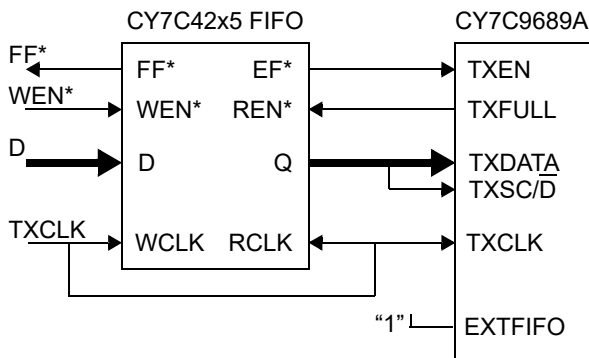 CY7C42x5 FIFO CY7C9689A
FF* FF* EF* TXEN
WEN* WEN* REN* TXFULL
D D Q TXDATA
TXSC/D̅
TXCLK WCLK RCLK TXCLK
“1” EXTFIFO